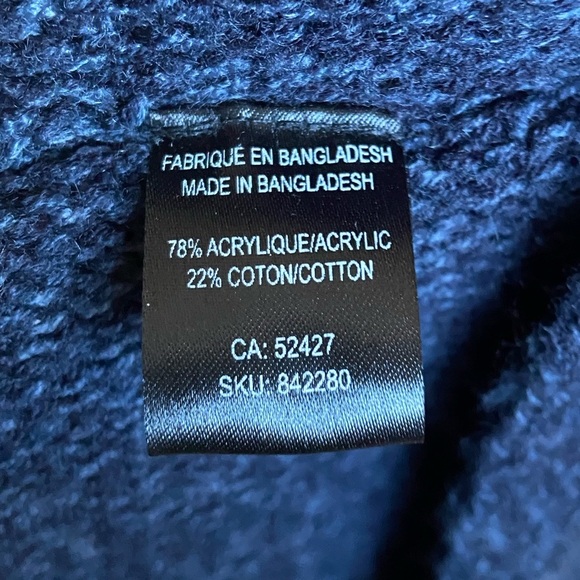 FABRIQUÉ EN BANGLADESH
MADE IN BANGLADESH
78% ACRYLIQUE/ACRYLIC
22% COTON/COTTON
CA: 52427
SKU: 842280